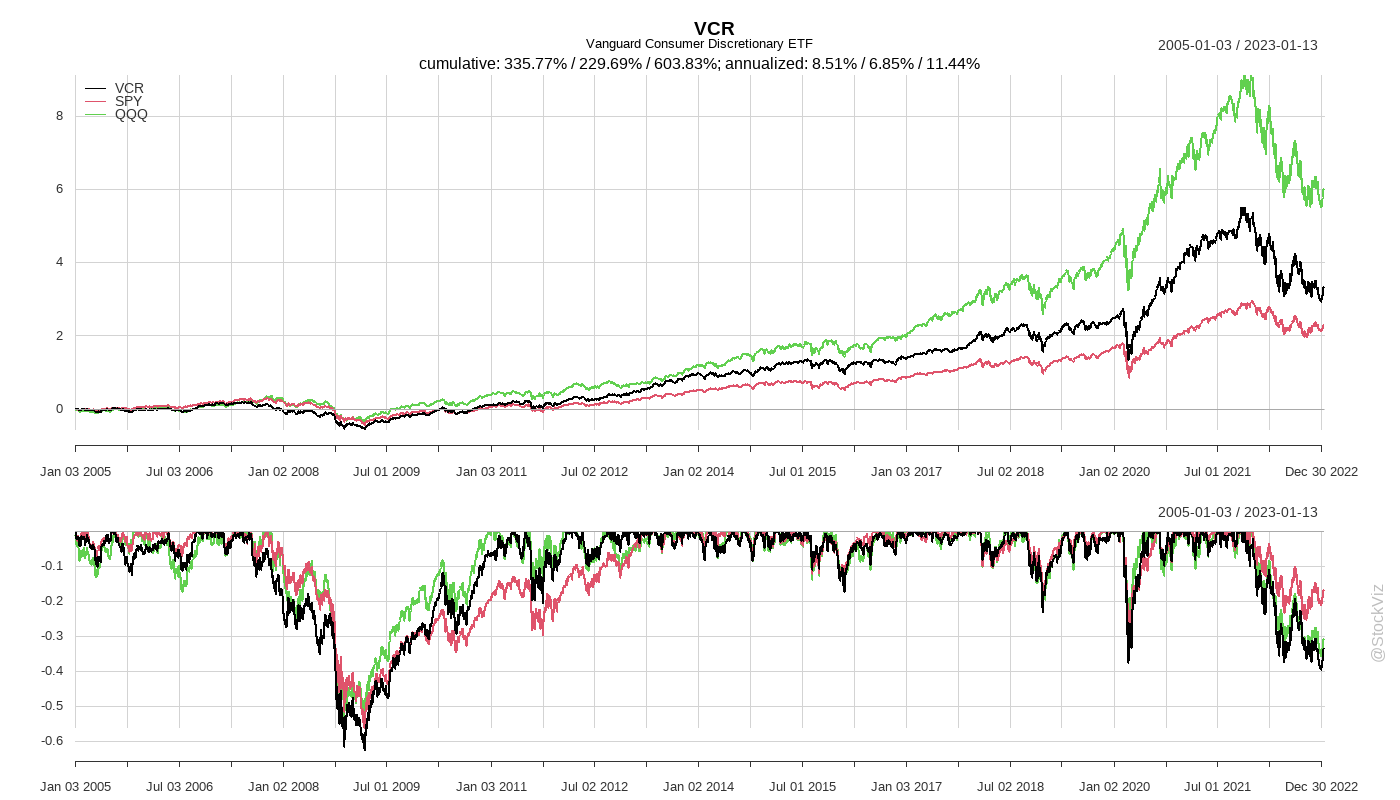 VCR
Vanguard Consumer Discretionary ETF
2005-01-03 / 2023-01-13
cumulative: 335.77% / 229.69% / 603.83%; annualized: 8.51% / 6.85% / 11.44%
VCR
SPY
QQQ
8
6
4
2
0
Jan 03 2005 Jul 03 2006 Jan 02 2008 Jul 01 2009 Jan 03 2011 Jul 02 2012 Jan 02 2014 Jul 01 2015 Jan 03 2017 Jul 02 2018 Jan 02 2020 Jul 01 2021 Dec 30 2022
2005-01-03 / 2023-01-13
-0.1
-0.2
-0.3
-0.4
-0.5
-0.6
Jan 03 2005 Jul 03 2006 Jan 02 2008 Jul 01 2009 Jan 03 2011 Jul 02 2012 Jan 02 2014 Jul 01 2015 Jan 03 2017 Jul 02 2018 Jan 02 2020 Jul 01 2021 Dec 30 2022
@StockViz